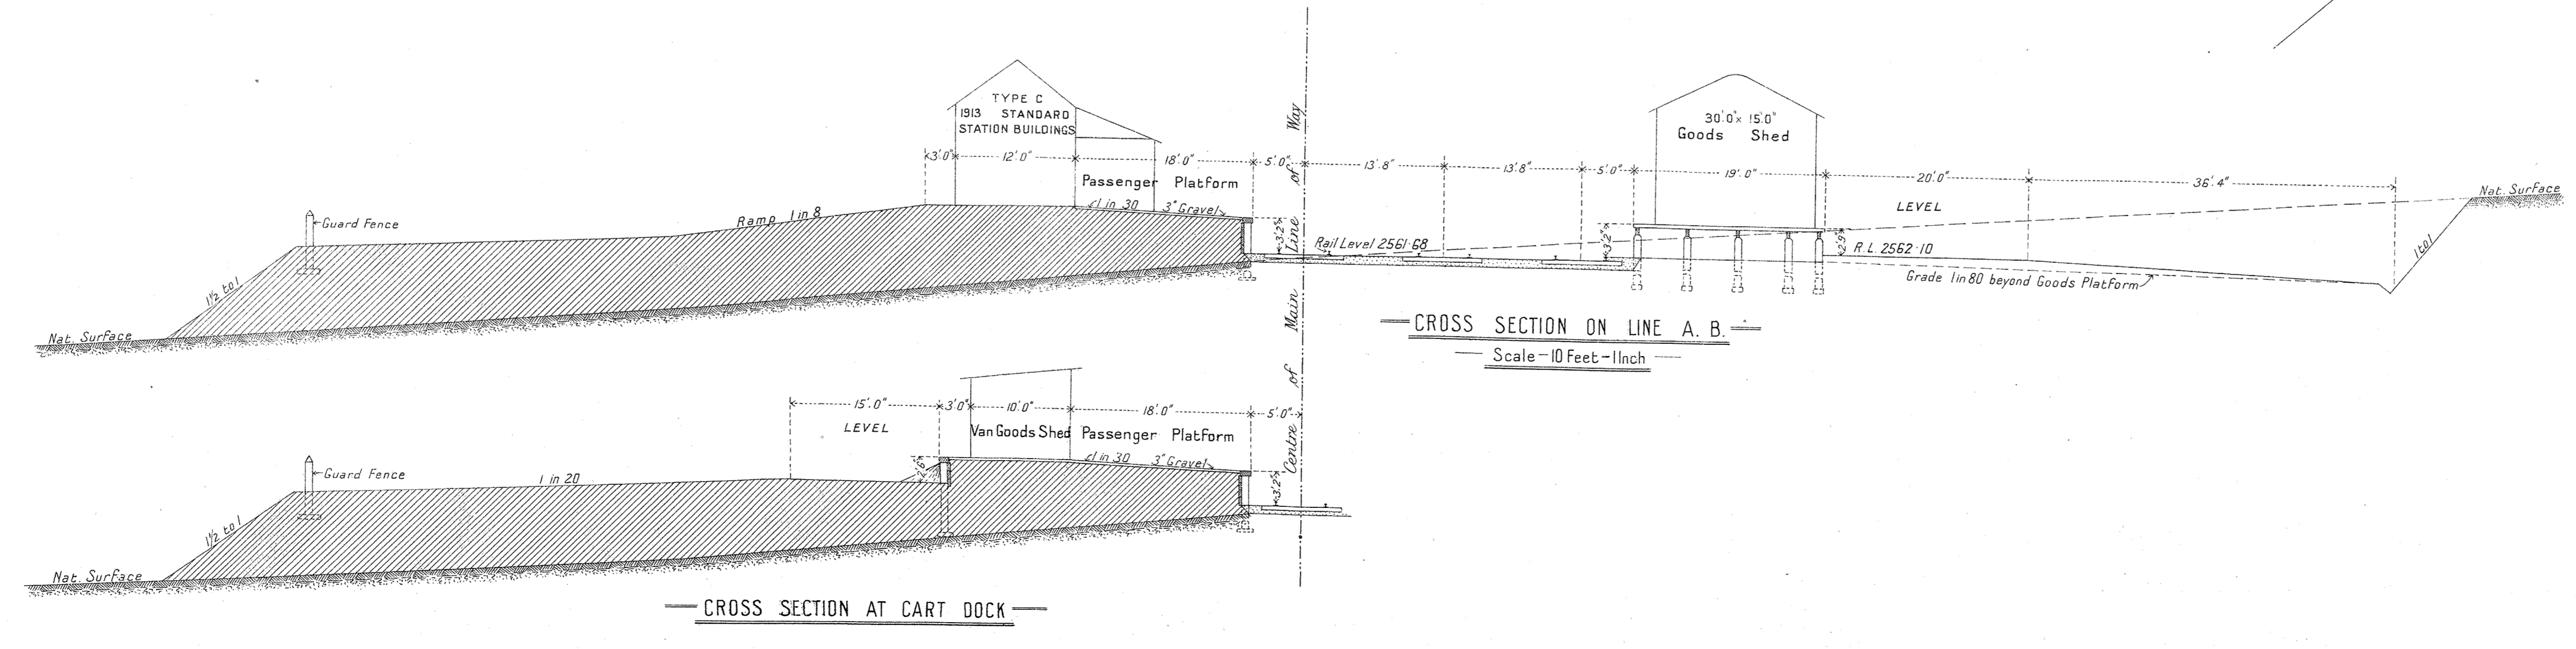 TYPE C
1913 STANDARD
STATION BUILDINGS
30'.0" x 15'.0"
Goods Shed
3'.0" 12'.0" 18'.0" 5'.0" 13'.8" 13'.8" 5'.0" 19'.0" 20'.0" 36'.4"
Passenger Platform
Nat. Surface
LEVEL
Guard Fence
Ramp 1 in 8
1 in 30 3" Gravel
3'.2"
Rail Level 2561·68
3'.2"
2'.9"
R.L. 2562·10
Grade 1 in 80 beyond Goods Platform
1 to 1
1½ to 1
Nat. Surface
CROSS SECTION ON LINE A. B.
Scale-10 Feet-1 Inch
Centre of Main Line of Way
15'.0" 3'.0" 10'.0" 18'.0" 5'.0"
LEVEL
Van Goods Shed Passenger Platform
Guard Fence
1 in 20
2'.6"
1 in 30 3" Gravel
3'.2"
1½ to 1
Nat. Surface
CROSS SECTION AT CART DOCK